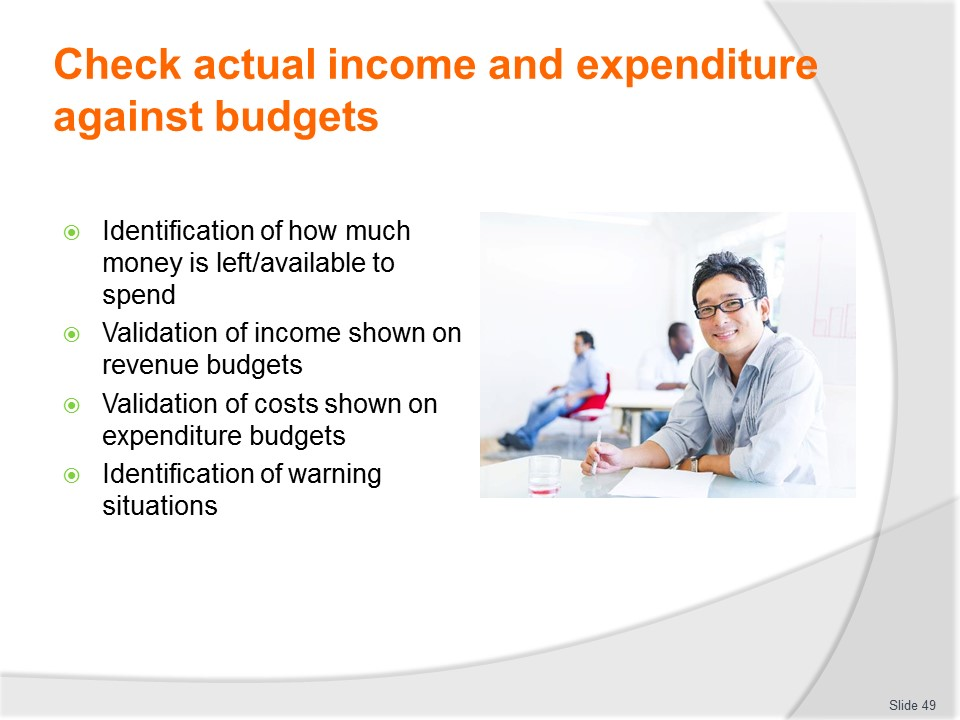 Check actual income and expenditure
against budgets
Identification of how much
money is left/available to
spend
Validation of income shown on
revenue budgets
Validation of costs shown on
expenditure budgets
Identification of warning
situations
Slide 49